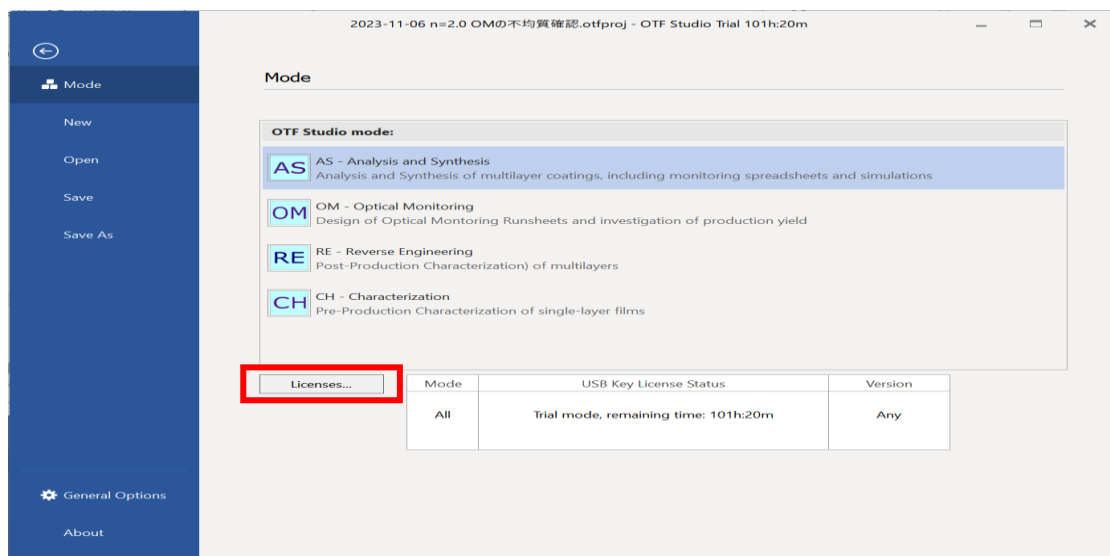 2023-11-06 n=2.0 OMの不均質確認.otfproj - OTF Studio Trial 101h:20m
Mode
New
Open
Save
Save As
General Options
About
Mode
OTF Studio mode:
AS
AS - Analysis and Synthesis
Analysis and Synthesis of multilayer coatings, including monitoring spreadsheets and simulations
OM
OM - Optical Monitoring
Design of Optical Montoring Runsheets and investigation of production yield
RE
RE - Reverse Engineering
Post-Production Characterization) of multilayers
CH
CH - Characterization
Pre-Production Characterization of single-layer films
Licenses...
Mode USB Key License Status Version
All Trial mode, remaining time: 101h:20m Any